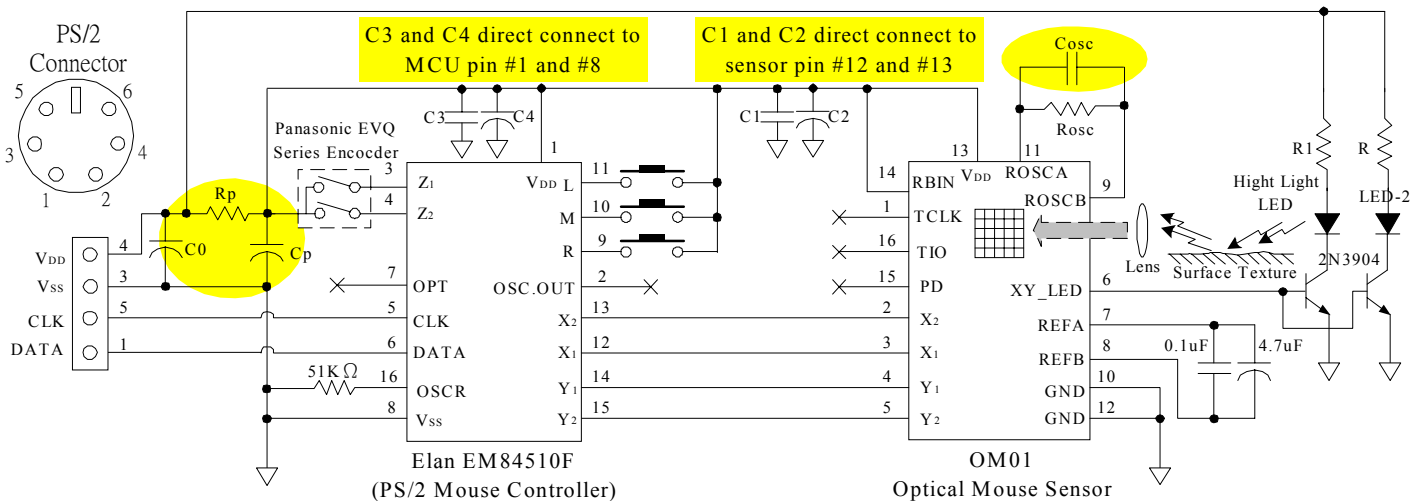 PS/2
Connector
5
6
3
4
1
2
C3 and C4 direct connect to
MCU pin #1 and #8
C1 and C2 direct connect to
sensor pin #12 and #13
Cosc
Rosc
C3
C4
C1
C2
Panasonic EVQ
Series Encocder
Rp
C0
Cp
VDD
4
VSS
3
CLK
5
DATA
1
3
Z1
4
Z2
7
OPT
5
CLK
6
DATA
51KΩ
16
OSCR
8
VSS
1
VDD
L
11
M
10
R
9
OSC.OUT
2
X2
13
X1
12
Y1
14
Y2
15
Elan EM84510F
(PS/2 Mouse Controller)
13
11
VDD
ROSCA
14
RBIN
1
TCLK
16
TIO
15
PD
2
X2
3
X1
4
Y1
5
Y2
9
ROSCB
6
XY_LED
7
REFA
8
REFB
10
GND
12
GND
0.1uF
4.7uF
OM01
Optical Mouse Sensor
Lens
Surface Texture
Hight Light
LED
R1
R
LED-2
2N3904